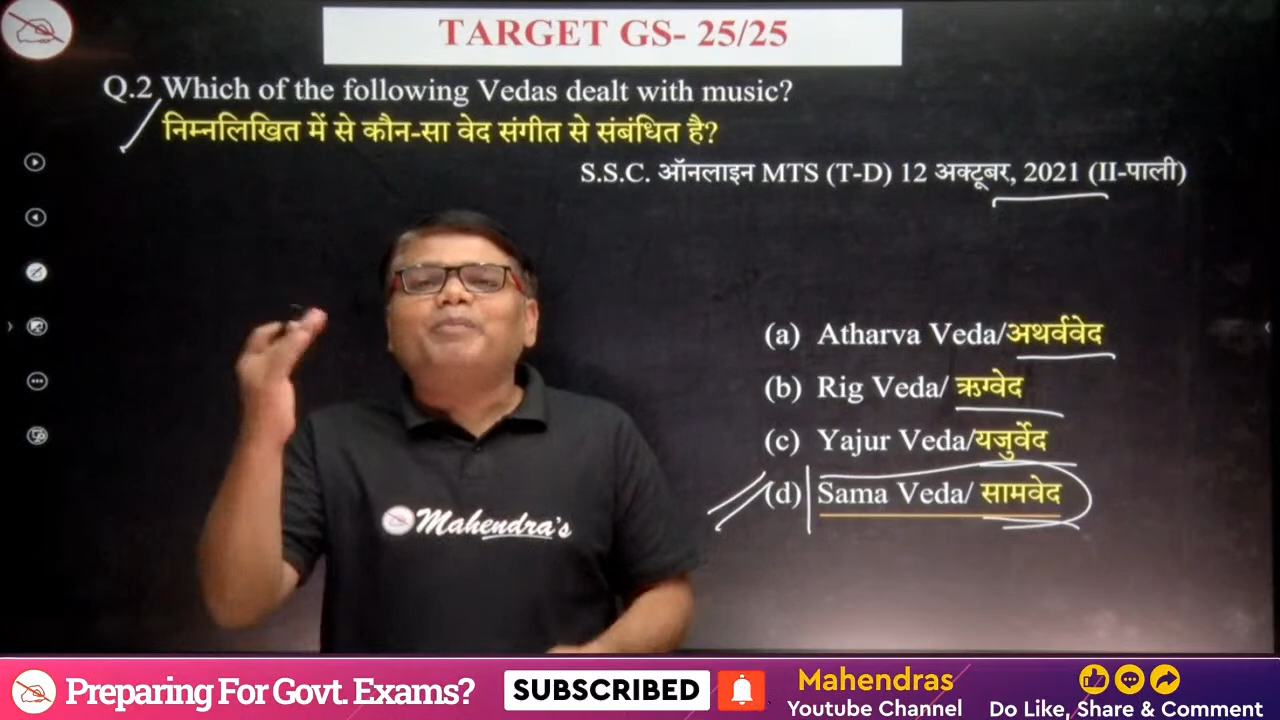 TARGET GS- 25/25
Q.2 Which of the following Vedas dealt with music?
निम्नलिखित में से कौन-सा वेद संगीत से संबंधित है?
S.S.C. ऑनलाइन MTS (T-D) 12 अक्टूबर, 2021 (II-पाली)
(a) Atharva Veda/अथर्ववेद
(b) Rig Veda/ ऋग्वेद
(c) Yajur Veda/यजुर्वेद
(d) Sama Veda/ सामवेद
Mahendra's
Preparing For Govt. Exams?
SUBSCRIBED
Mahendras
Youtube Channel
Do Like, Share & Comment